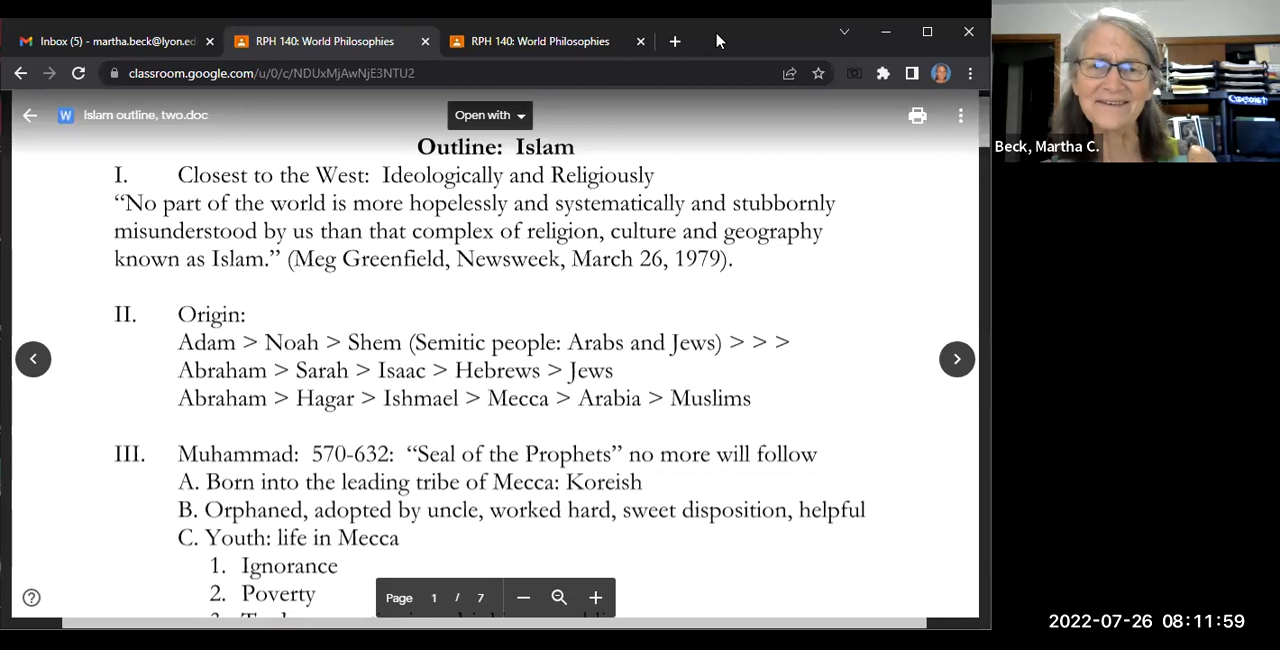 Inbox (5) - martha.beck@lyon.ed
RPH 140: World Philosophies
RPH 140: World Philosophies
classroom.google.com/u/0/c/NDUxMjAwNjE3NTU2
Islam outline, two.doc
Open with
Beck, Martha C.
Outline: Islam
I. Closest to the West: Ideologically and Religiously
“No part of the world is more hopelessly and systematically and stubbornly
misunderstood by us than that complex of religion, culture and geography
known as Islam.” (Meg Greenfield, Newsweek, March 26, 1979).
II. Origin:
Adam > Noah > Shem (Semitic people: Arabs and Jews) > > >
Abraham > Sarah > Isaac > Hebrews > Jews
Abraham > Hagar > Ishmael > Mecca > Arabia > Muslims
III. Muhammad: 570-632: “Seal of the Prophets” no more will follow
A. Born into the leading tribe of Mecca: Koreish
B. Orphaned, adopted by uncle, worked hard, sweet disposition, helpful
C. Youth: life in Mecca
1. Ignorance
2. Poverty
Page 1 / 7
2022-07-26 08:11:59